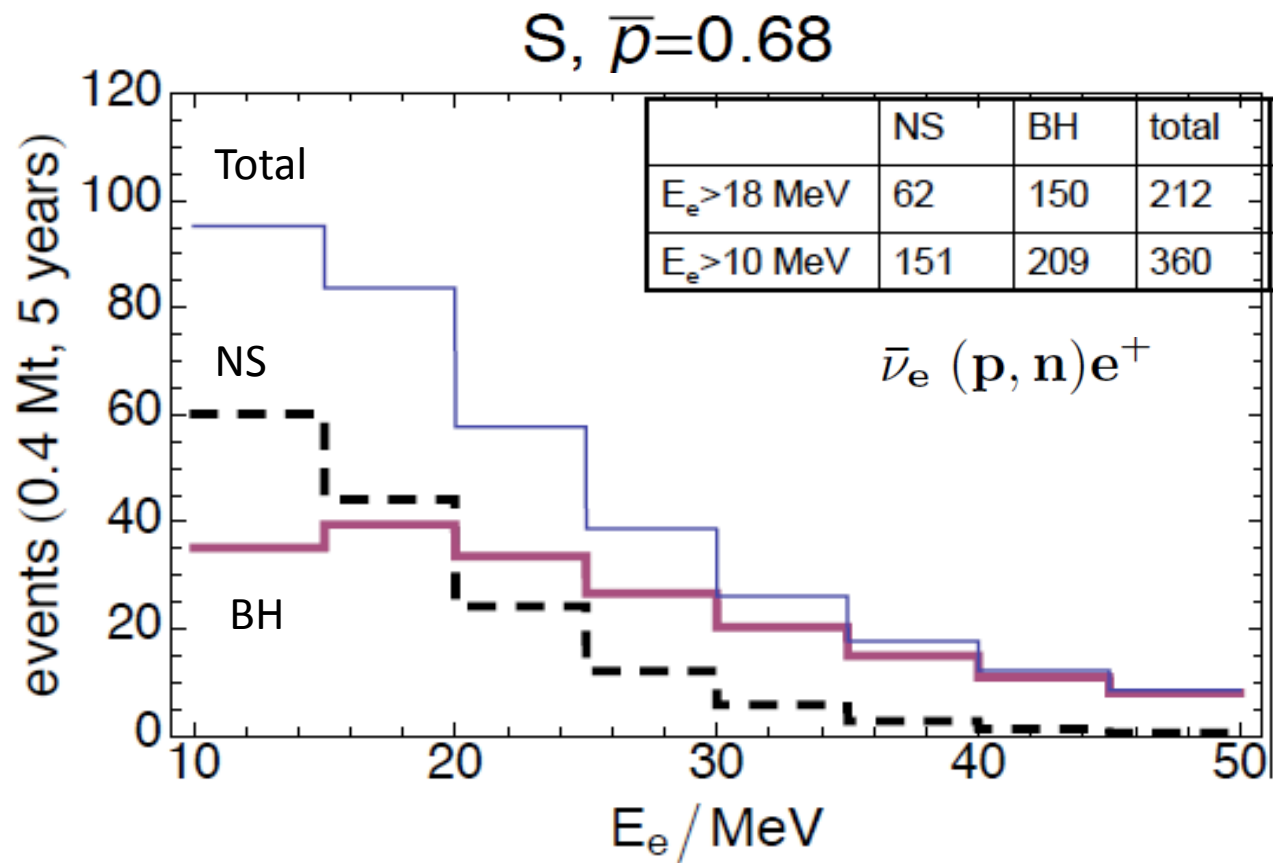 S, p̅=0.68
events (0.4 Mt, 5 years)
120
100
80
60
40
20
0
Total
NS
BH
NS BH total
E_e>18 MeV 62 150 212
E_e>10 MeV 151 209 360
ν̄_e (p, n)e⁺
10 20 30 40 50
E_e/MeV